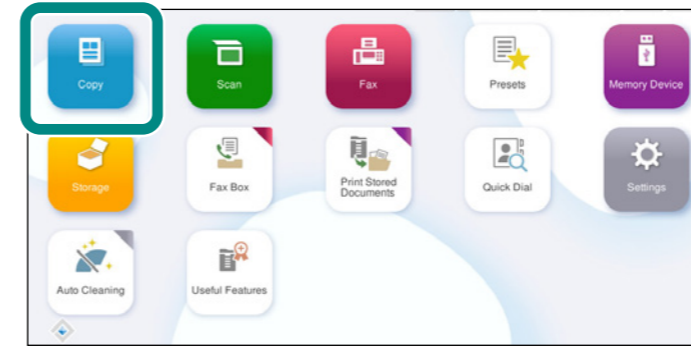 Copy
Scan
Fax
Presets
Memory Device
Storage
Fax Box
Print Stored
Documents
Quick Dial
Settings
Auto Cleaning
Useful Features